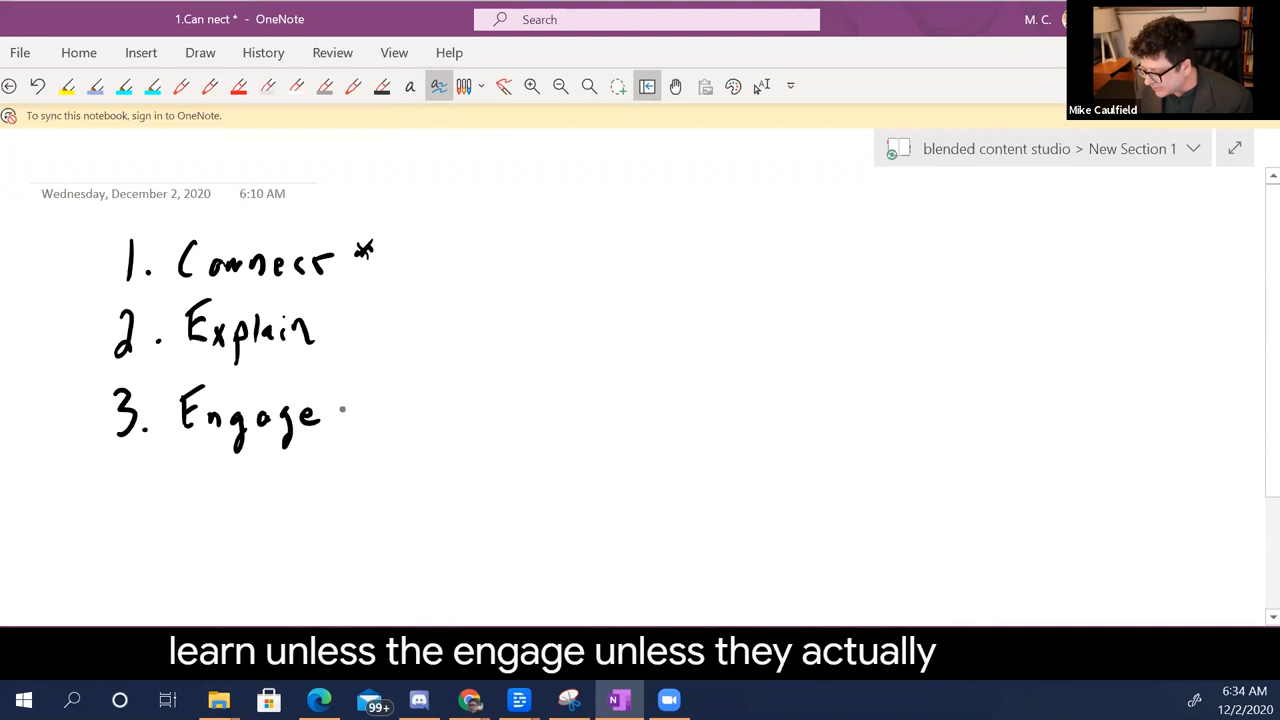 1.Can nect * - OneNote
Search
M. C.
File Home Insert Draw History Review View Help
a
To sync this notebook, sign in to OneNote.
Mike Caulfield
blended content studio > New Section 1
Wednesday, December 2, 2020 6:10 AM
1. Connect *
2. Explain
3. Engage
learn unless the engage unless they actually
99+
N
6:34 AM
12/2/2020